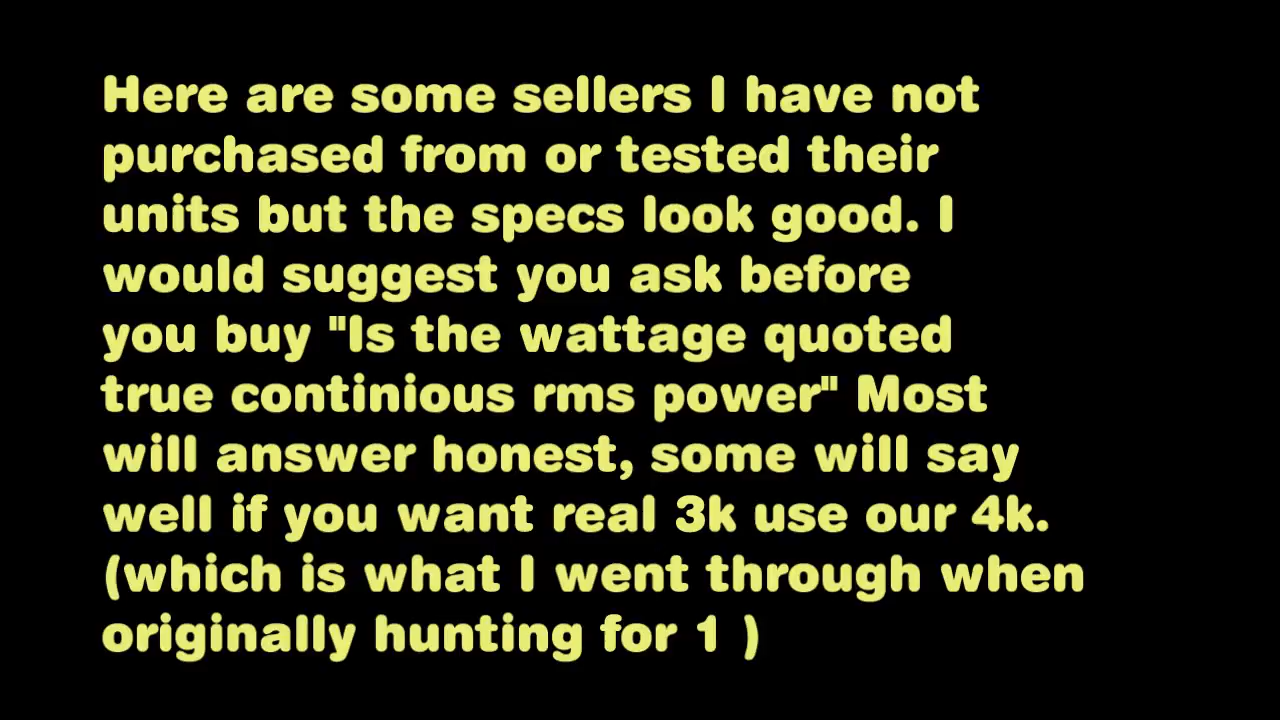 Here are some sellers I have not
purchased from or tested their
units but the specs look good. I
would suggest you ask before
you buy "Is the wattage quoted
true continious rms power" Most
will answer honest, some will say
well if you want real 3k use our 4k.
(which is what I went through when
originally hunting for 1 )